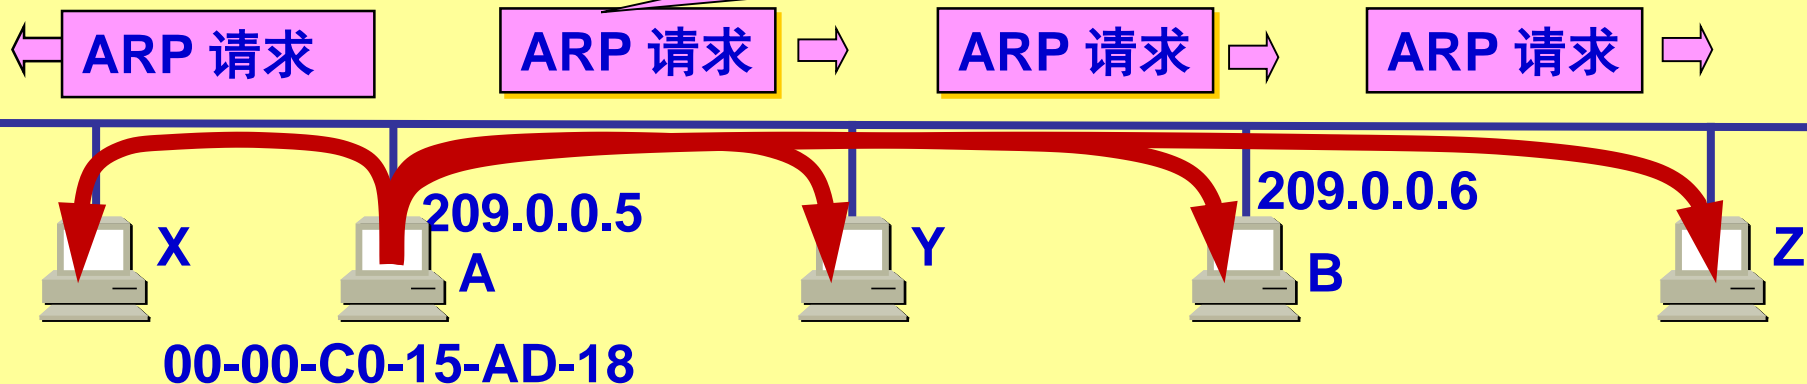 ARP 请求
ARP 请求
ARP 请求
ARP 请求
209.0.0.5
209.0.0.6
X
A
Y
B
Z
00-00-C0-15-AD-18